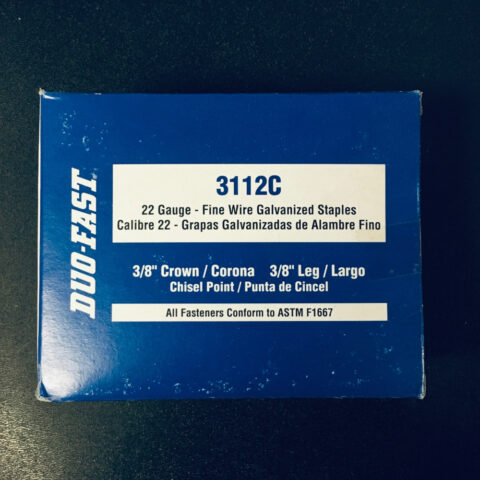 DUO-FAST
3112C
22 Gauge - Fine Wire Galvanized Staples
Calibre 22 - Grapas Galvanizadas de Alambre Fino
3/8" Crown / Corona 3/8" Leg / Largo
Chisel Point / Punta de Cincel
All Fasteners Conform to ASTM F1667